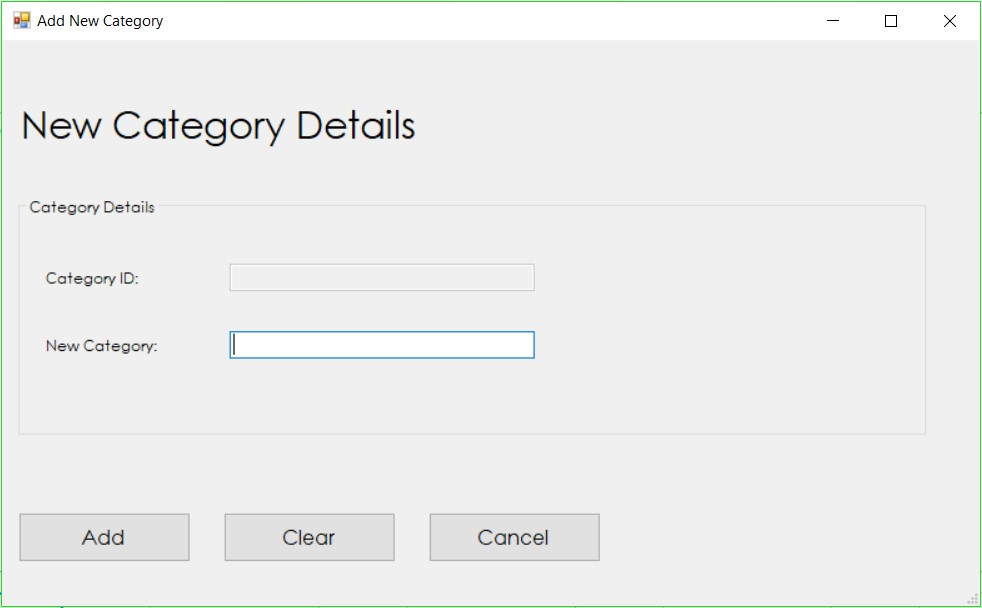 Add New Category
New Category Details
Category Details
Category ID:
New Category:
Add Clear Cancel